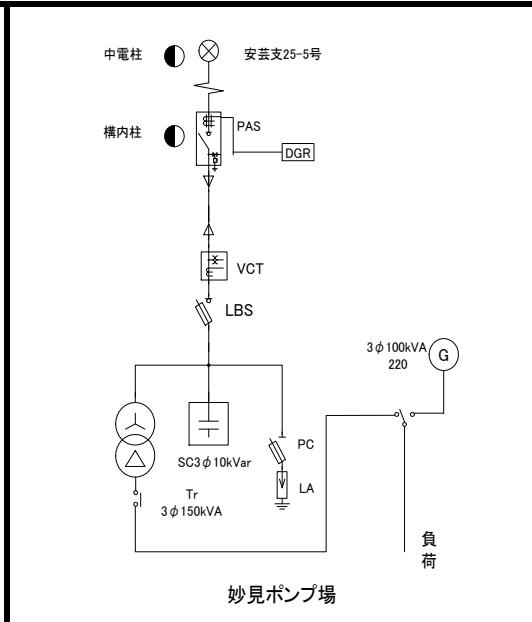 中電柱
安芸支25-5号
構内柱
PAS
DGR
VCT
LBS
3φ100kVA
220
G
PC
SC3φ10kVar
LA
Tr
3φ150kVA
負
荷
妙見ポンプ場